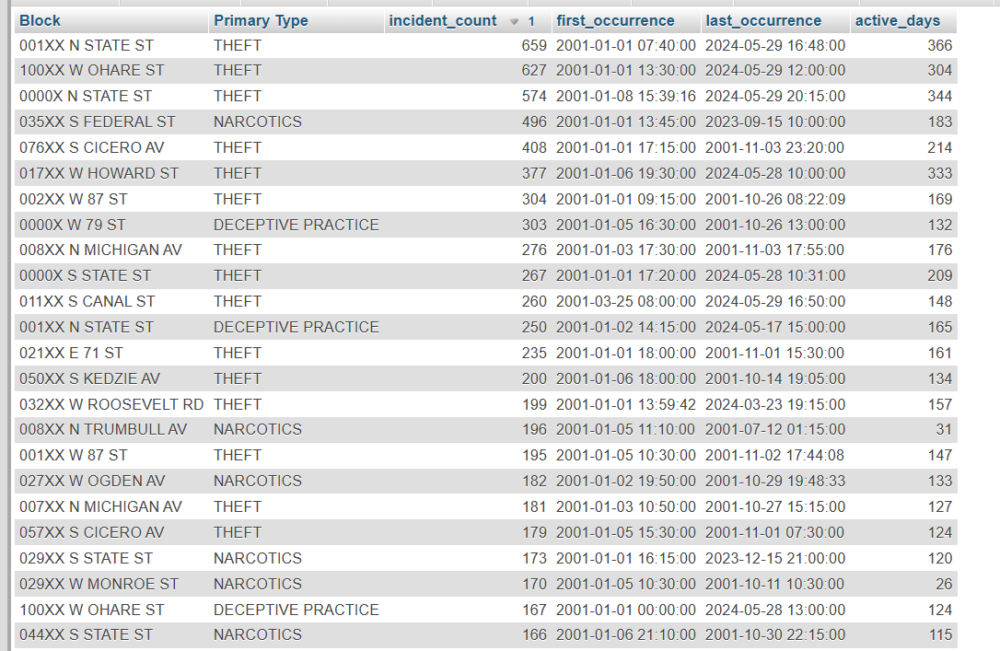 Block Primary Type incident_count 1 first_occurrence last_occurrence active_days
001XX N STATE ST THEFT 659 2001-01-01 07:40:00 2024-05-29 16:48:00 366
100XX W OHARE ST THEFT 627 2001-01-01 13:30:00 2024-05-29 12:00:00 304
0000X N STATE ST THEFT 574 2001-01-08 15:39:16 2024-05-29 20:15:00 344
035XX S FEDERAL ST NARCOTICS 496 2001-01-01 13:45:00 2023-09-15 10:00:00 183
076XX S CICERO AV THEFT 408 2001-01-01 17:15:00 2001-11-03 23:20:00 214
017XX W HOWARD ST THEFT 377 2001-01-06 19:30:00 2024-05-28 10:00:00 333
002XX W 87 ST THEFT 304 2001-01-01 09:15:00 2001-10-26 08:22:09 169
0000X W 79 ST DECEPTIVE PRACTICE 303 2001-01-05 16:30:00 2001-10-26 13:00:00 132
008XX N MICHIGAN AV THEFT 276 2001-01-03 17:30:00 2001-11-03 17:55:00 176
0000X S STATE ST THEFT 267 2001-01-01 17:20:00 2024-05-28 10:31:00 209
011XX S CANAL ST THEFT 260 2001-03-25 08:00:00 2024-05-29 16:50:00 148
001XX N STATE ST DECEPTIVE PRACTICE 250 2001-01-02 14:15:00 2024-05-17 15:00:00 165
021XX E 71 ST THEFT 235 2001-01-01 18:00:00 2001-11-01 15:30:00 161
050XX S KEDZIE AV THEFT 200 2001-01-06 18:00:00 2001-10-14 19:05:00 134
032XX W ROOSEVELT RD THEFT 199 2001-01-01 13:59:42 2024-03-23 19:15:00 157
008XX N TRUMBULL AV NARCOTICS 196 2001-01-05 11:10:00 2001-07-12 01:15:00 31
001XX W 87 ST THEFT 195 2001-01-05 10:30:00 2001-11-02 17:44:08 147
027XX W OGDEN AV NARCOTICS 182 2001-01-02 19:50:00 2001-10-29 19:48:33 133
007XX N MICHIGAN AV THEFT 181 2001-01-03 10:50:00 2001-10-27 15:15:00 127
057XX S CICERO AV THEFT 179 2001-01-05 15:30:00 2001-11-01 07:30:00 124
029XX S STATE ST NARCOTICS 173 2001-01-01 16:15:00 2023-12-15 21:00:00 120
029XX W MONROE ST NARCOTICS 170 2001-01-05 10:30:00 2001-10-11 10:30:00 26
100XX W OHARE ST DECEPTIVE PRACTICE 167 2001-01-01 00:00:00 2024-05-28 13:00:00 124
044XX S STATE ST NARCOTICS 166 2001-01-06 21:10:00 2001-10-30 22:15:00 115